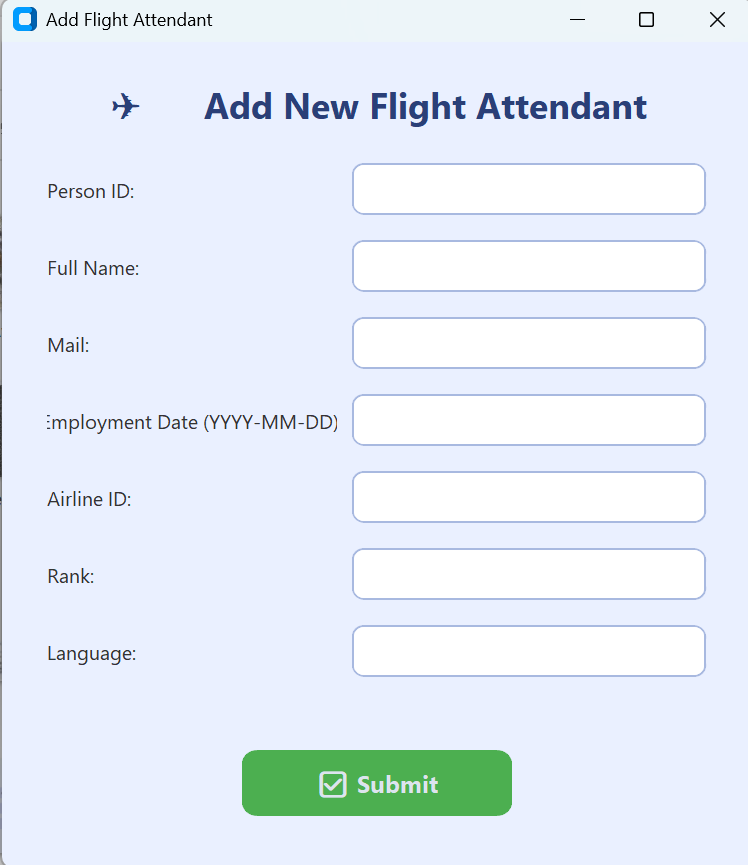 Add Flight Attendant
✈ Add New Flight Attendant
Person ID:
Full Name:
Mail:
Employment Date (YYYY-MM-DD)
Airline ID:
Rank:
Language:
Submit